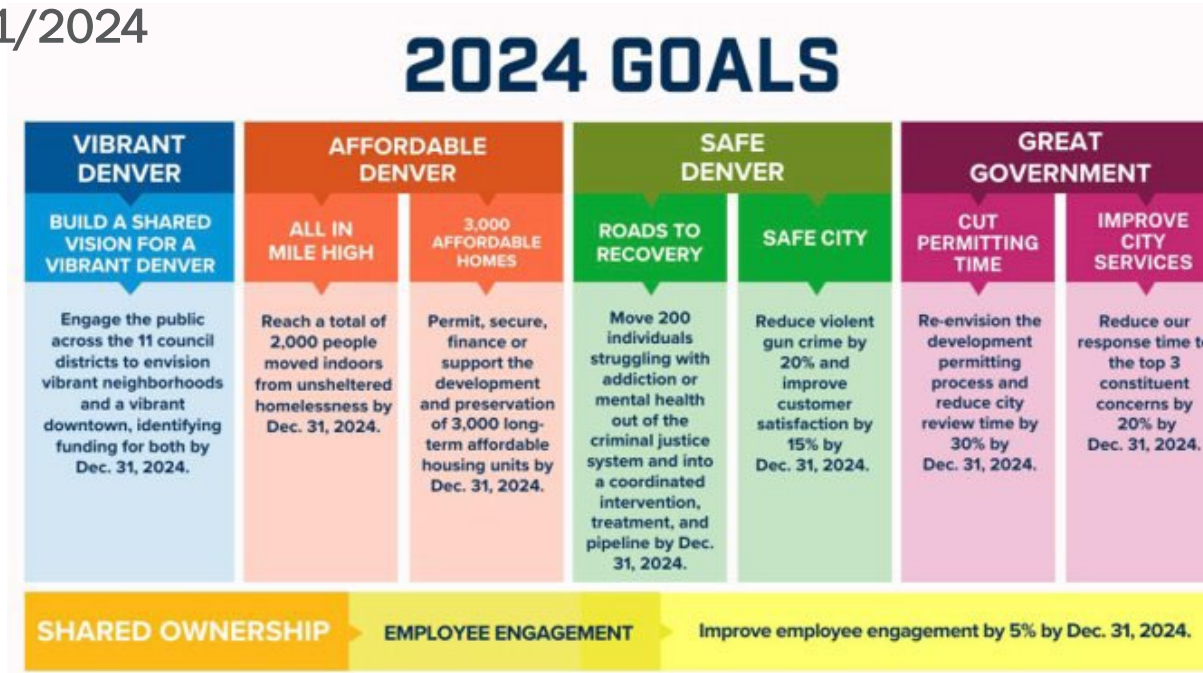 1/2024
2024 GOALS
VIBRANT
DENVER
BUILD A SHARED
VISION FOR A
VIBRANT DENVER
Engage the public
across the 11 council
districts to envision
vibrant neighborhoods
and a vibrant
downtown, identifying
funding for both by
Dec. 31, 2024.
AFFORDABLE
DENVER
ALL IN
MILE HIGH
Reach a total of
2,000 people
moved indoors
from unsheltered
homelessness by
Dec. 31, 2024.
3,000
AFFORDABLE
HOMES
Permit, secure,
finance or
support the
development
and preservation
of 3,000 long-
term affordable
housing units by
Dec. 31, 2024.
SAFE
DENVER
ROADS TO
RECOVERY
Move 200
individuals
struggling with
addiction or
mental health
out of the
criminal justice
system and into
a coordinated
intervention,
treatment, and
pipeline by Dec.
31, 2024.
SAFE CITY
Reduce violent
gun crime by
20% and
improve
customer
satisfaction by
15% by
Dec. 31, 2024.
GREAT
GOVERNMENT
CUT
PERMITTING
TIME
Re-envision the
development
permitting
process and
reduce city
review time by
30% by
Dec. 31, 2024.
IMPROVE
CITY
SERVICES
Reduce our
response time to
the top 3
constituent
concerns by
20% by
Dec. 31, 2024.
SHARED OWNERSHIP
EMPLOYEE ENGAGEMENT
Improve employee engagement by 5% by Dec. 31, 2024.